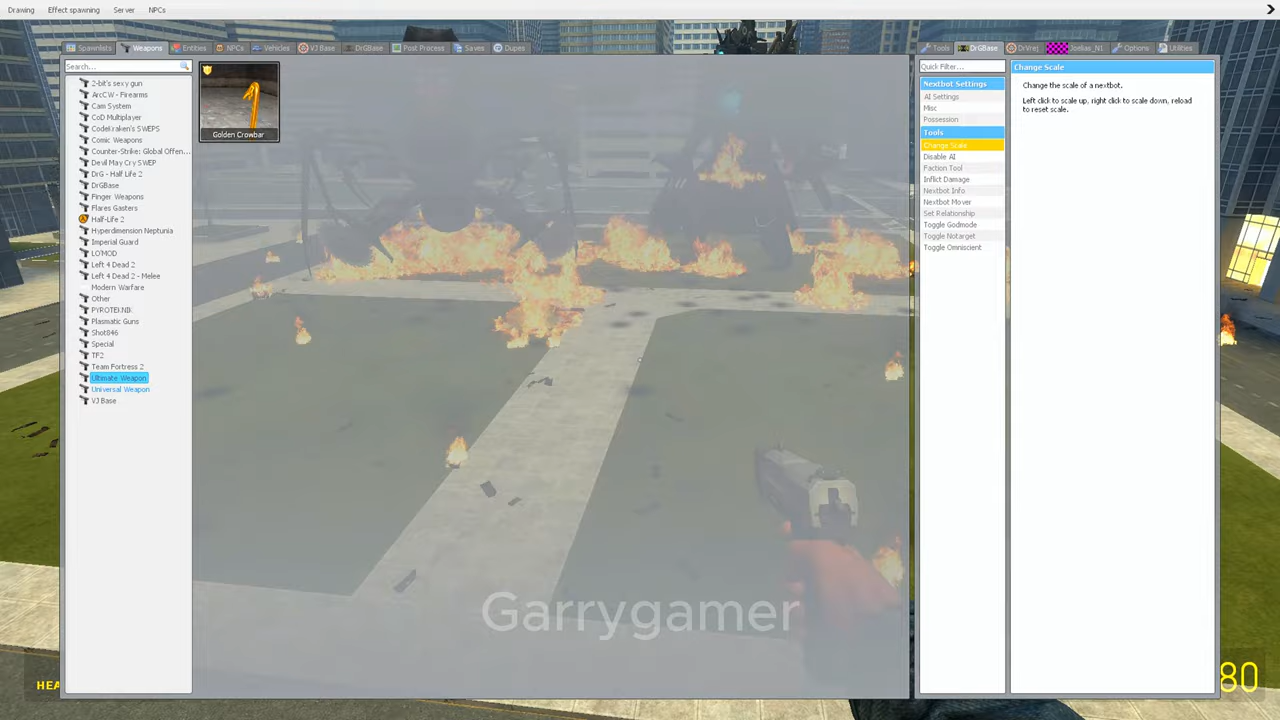 Drawing Effect spawning Server NPCs
Spawnlists Weapons Entities NPCs Vehicles VJ Base DrGBase Post Process Saves Dupes
Search...
2-bit's sexy gun
ArcCW - Firearms
Cam System
CoD Multiplayer
CodeKraken's SWEPS
Comic Weapons
Counter-Strike: Global Offen...
Devil May Cry SWEP
DrG - Half Life 2
DrGBase
Finger Weapons
Flares Gasters
Half-Life 2
Hyperdimension Neptunia
Imperial Guard
LO'MOD
Left 4 Dead 2
Left 4 Dead 2 - Melee
Modern Warfare
Other
PYROTEKNIK
Plasmatic Guns
Shot846
Special
TF2
Team Fortress 2
Ultimate Weapon
Universal Weapon
VJ Base
Golden Crowbar
Tools DrGBase DrVrej Joelias_N1 Options Utilities
Quick Filter...
Nextbot Settings
AI Settings
Misc
Possession
Tools
Change Scale
Disable AI
Faction Tool
Inflict Damage
Nextbot Info
Nextbot Mover
Set Relationship
Toggle Godmode
Toggle Notarget
Toggle Omniscient
Change Scale
Change the scale of a nextbot.
Left click to scale up, right click to scale down, reload
to reset scale.
Garrygamer
HEA
80